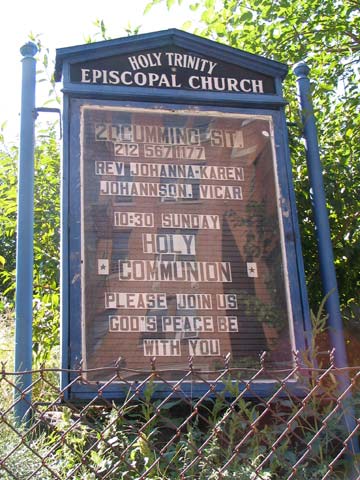 HOLY TRINITY
EPISCOPAL CHURCH
20 CUMMING ST.
212 567 1177
REV JOHANNA-KAREN
JOHANNSON, VICAR
10:30 SUNDAY
HOLY
COMMUNION
PLEASE JOIN US
GOD'S PEACE BE
WITH YOU